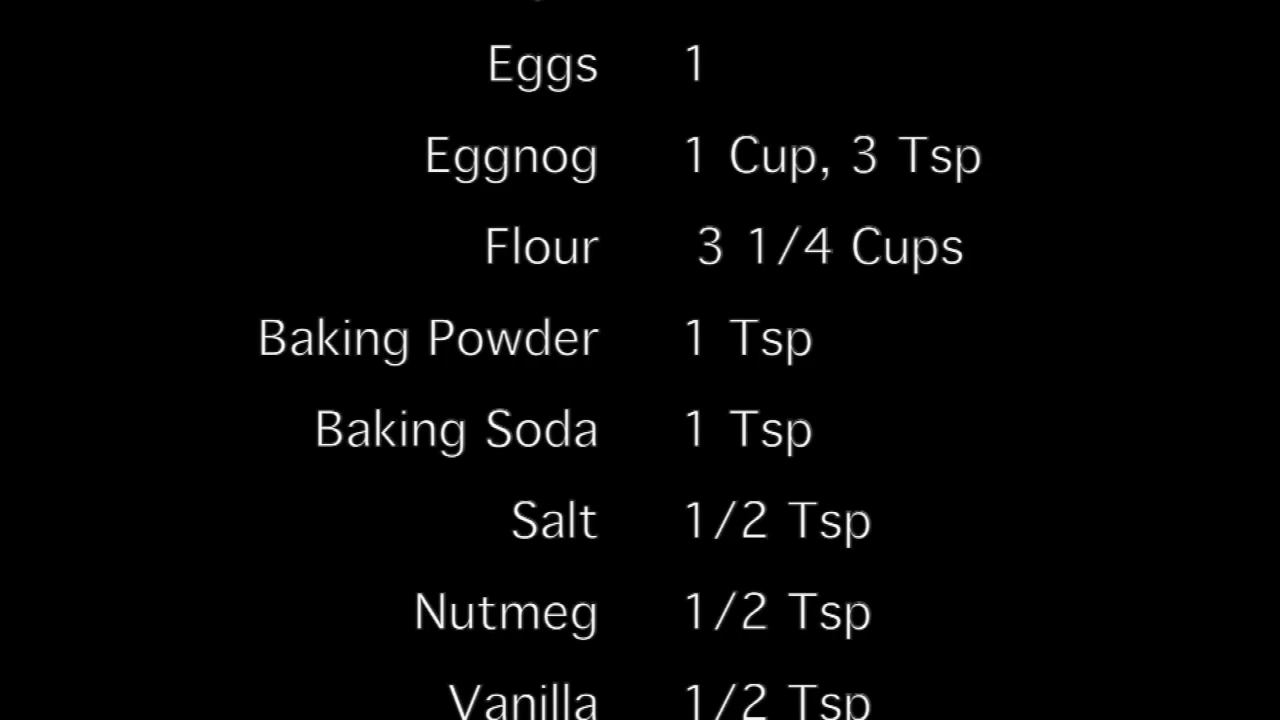 Eggs 1
Eggnog 1 Cup, 3 Tsp
Flour 3 1/4 Cups
Baking Powder 1 Tsp
Baking Soda 1 Tsp
Salt 1/2 Tsp
Nutmeg 1/2 Tsp
Vanilla 1/2 Tsp